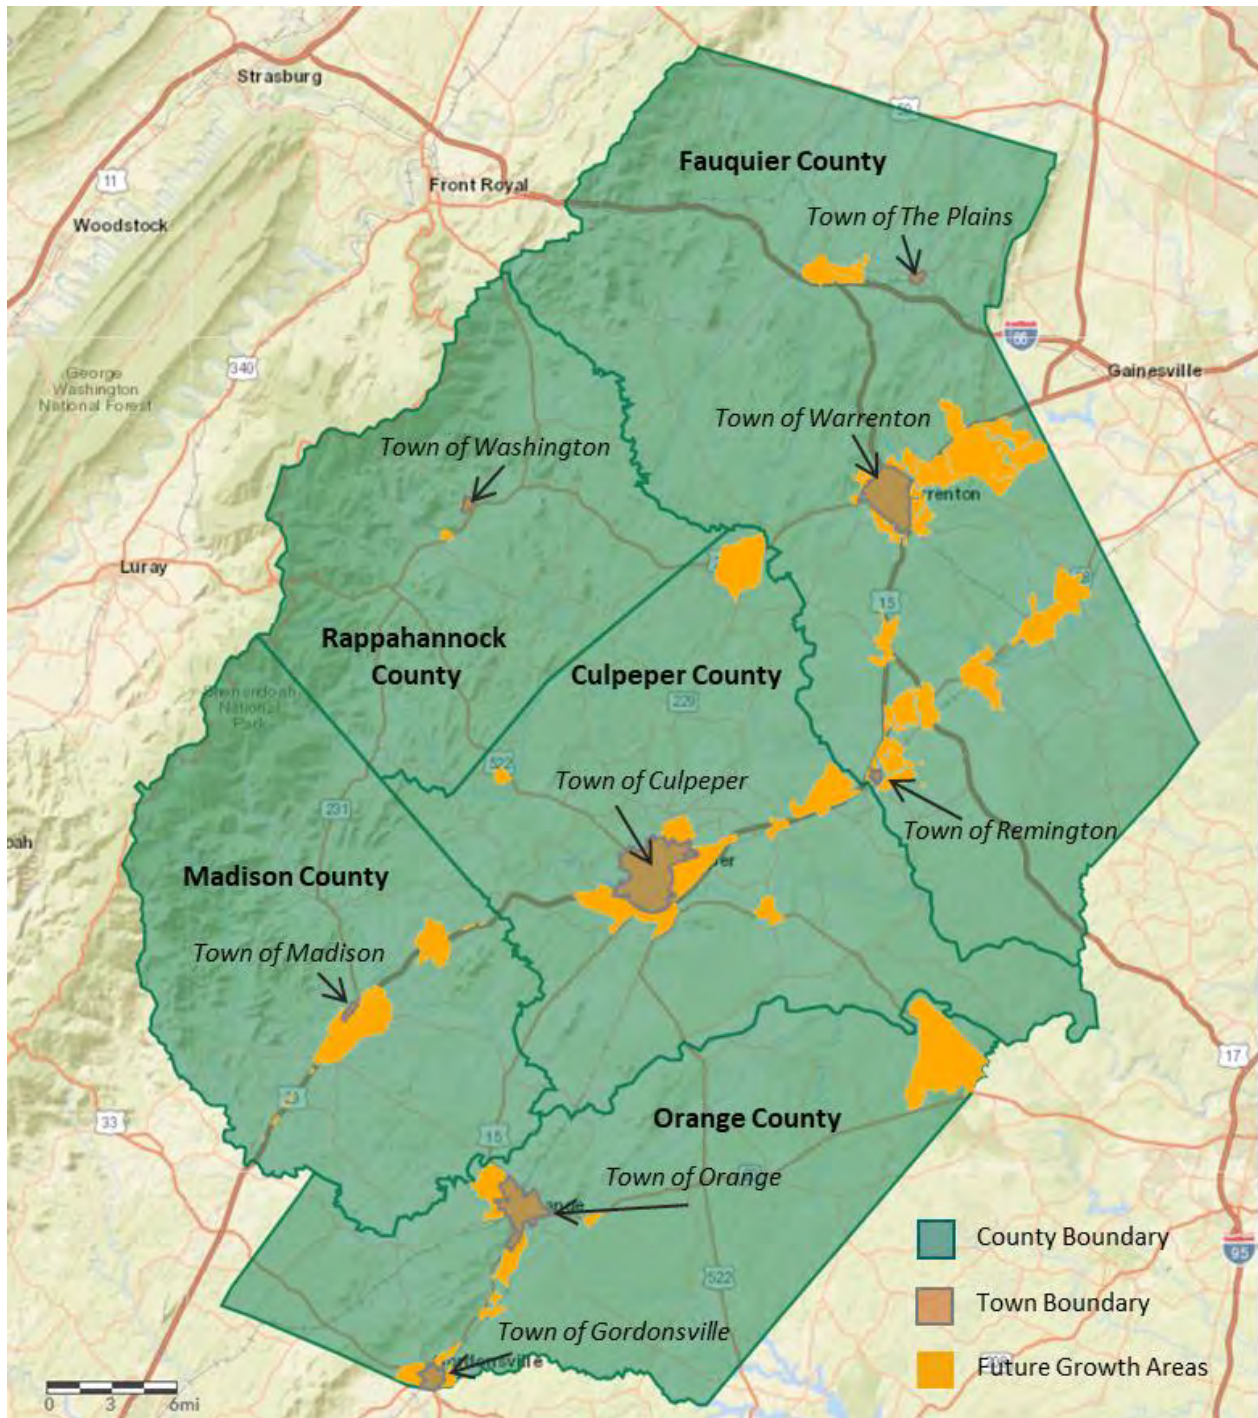 Strasburg
50
Fauquier County
11
Front Royal
Woodstock
Town of The Plains
66
340
Gainesville
George
Washington
National Forest
Town of Warrenton
Town of Washington
rrenton
Luray
15
Rappahannock
County
Culpeper County
Shenandoah
National
Park
229
522
Town of Culpeper
231
Town of Remington
Madison County
Town of Madison
17
33
Orange County
15
Town of Orange
County Boundary
95
522
Town Boundary
Town of Gordonsville
Future Growth Areas
0 3 6mi